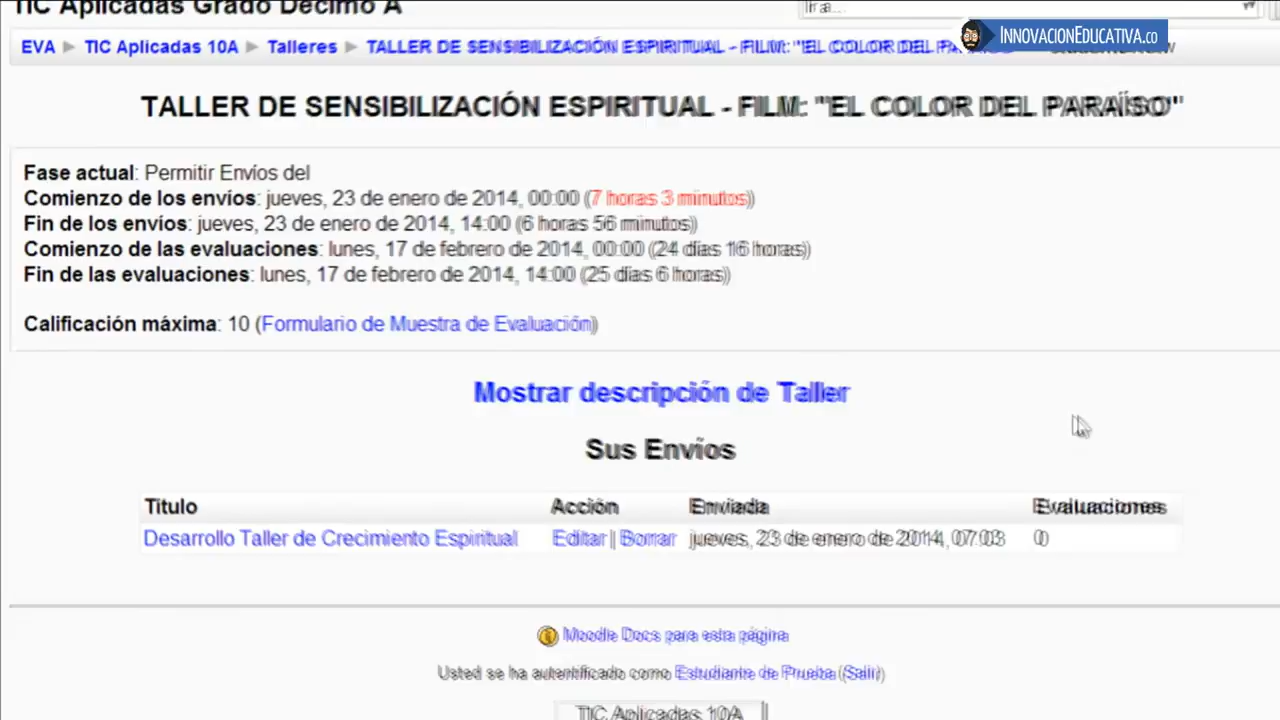 TIC Aplicadas Grado Décimo A
Ir a...
EVA ► TIC Aplicadas 10A ► Talleres ► TALLER DE SENSIBILIZACIÓN ESPIRITUAL - FILM: "EL COLOR DEL
INNOVACIONEDUCATIVA.CO
TALLER DE SENSIBILIZACIÓN ESPIRITUAL - FILM: "EL COLOR DEL PARAÍSO"
Fase actual: Permitir Envíos del
Comienzo de los envíos: jueves, 23 de enero de 2014, 00:00 (7 horas 3 minutos)
Fin de los envíos: jueves, 23 de enero de 2014, 14:00 (6 horas 56 minutos)
Comienzo de las evaluaciones: lunes, 17 de febrero de 2014, 00:00 (24 días 16 horas)
Fin de las evaluaciones: lunes, 17 de febrero de 2014, 14:00 (25 días 6 horas)
Calificación máxima: 10 (Formulario de Muestra de Evaluación)
Mostrar descripción de Taller
Sus Envíos
Titulo Acción Enviada Evaluaciones
Desarrollo Taller de Crecimiento Espiritual Editar | Borrar jueves, 23 de enero de 2014, 07:03 0
Moodle Docs para esta página
Usted se ha autentificado como Estudiante de Prueba (Salir)
TIC Aplicadas 10A